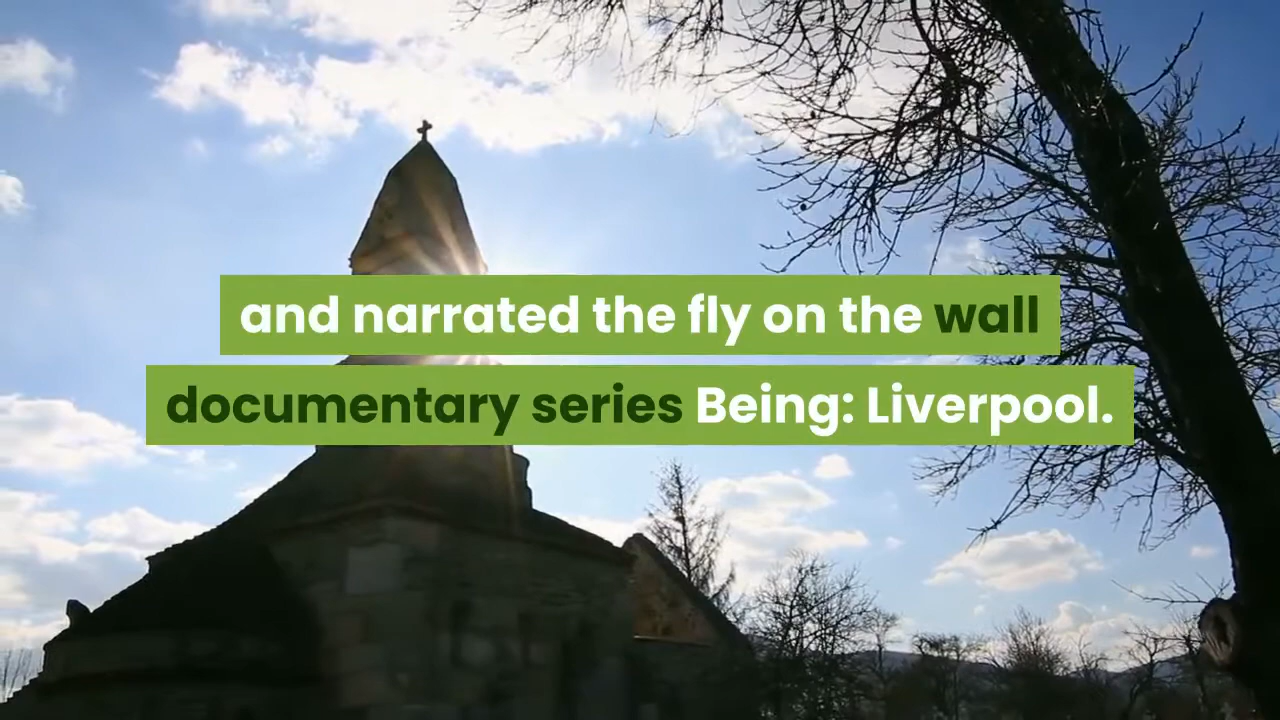 and narrated the fly on the wall
documentary series Being: Liverpool.